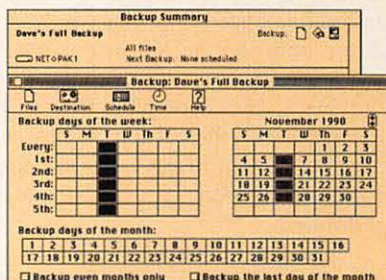 Backup Summary
Dave's Full Backup
Backup:
All files
NET◇PAK1
Next Backup: None scheduled
Backup: Dave's Full Backup
Files Destination Schedule Time Help
Backup days of the week:
S M T W Th F S
Every:
1st:
2nd:
3rd:
4th:
5th:
November 1990
S M T W Th F S
1 2 3
4 5 7 8 9 10
11 12 14 15 16 17
18 19 21 22 23 24
25 26 28 29 30
Backup days of the month:
1 2 3 4 5 6 7 8 9 10 11 12 13 14 15 16
17 18 19 20 21 22 23 24 25 26 27 28 29 30 31
Backup even months only
Backup the last day of the month